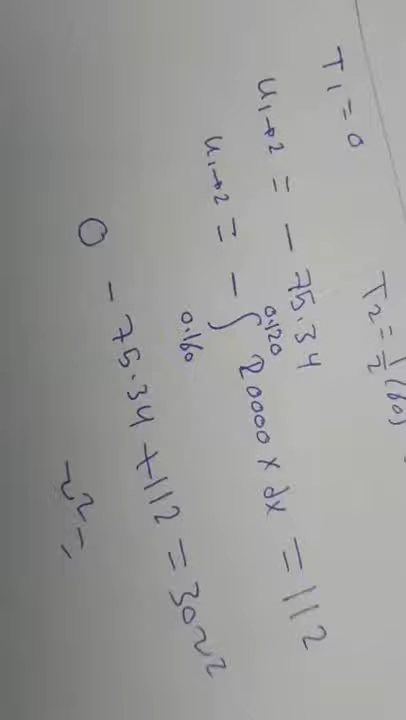 T1 = 0 T2 = 1/2 (60)
U1→2 = - 75.34
U1→2 = - ∫ 0.160 0.120 20000 x dx = 112
0 - 75.34 + 112 = 30v2
v2 =